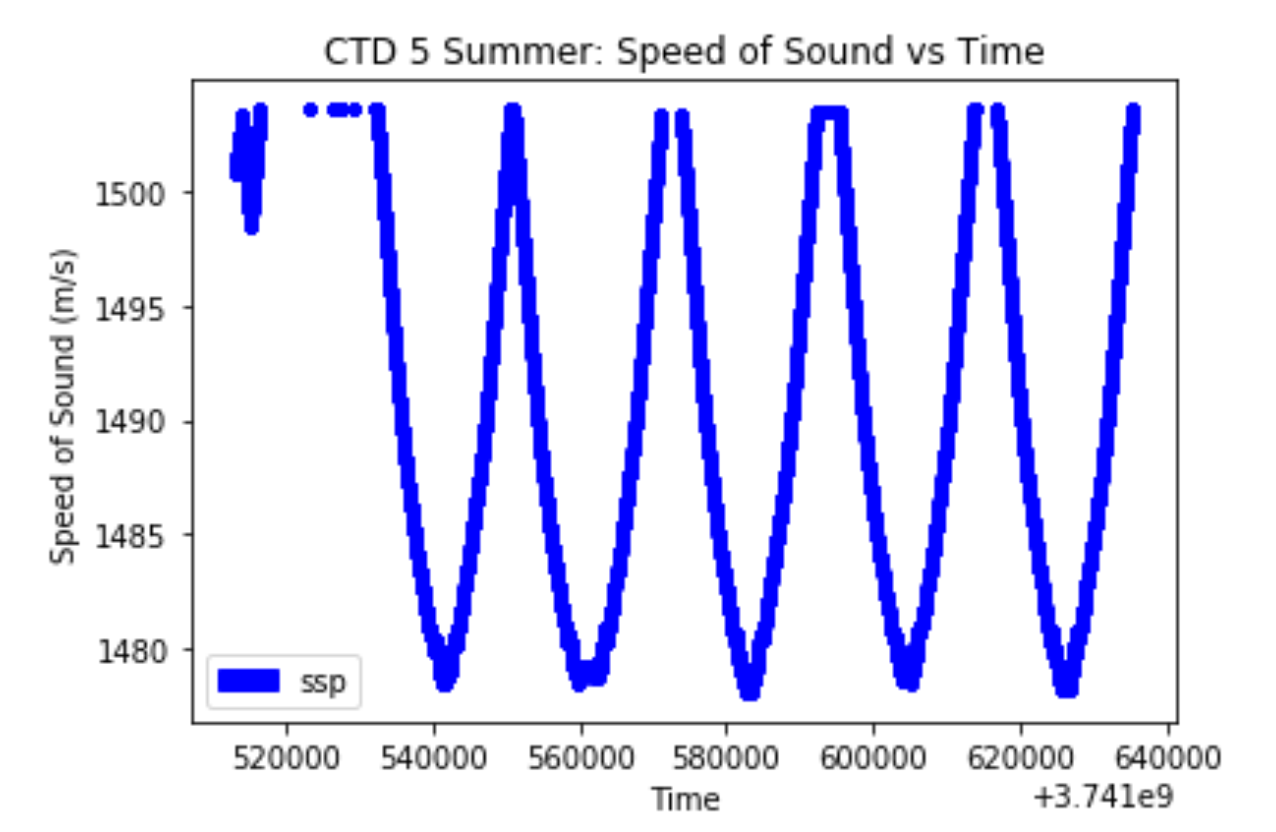 CTD 5 Summer: Speed of Sound vs Time
Speed of Sound (m/s)
1500
1495
1490
1485
1480
ssp
520000 540000 560000 580000 600000 620000 640000
Time
+3.741e9